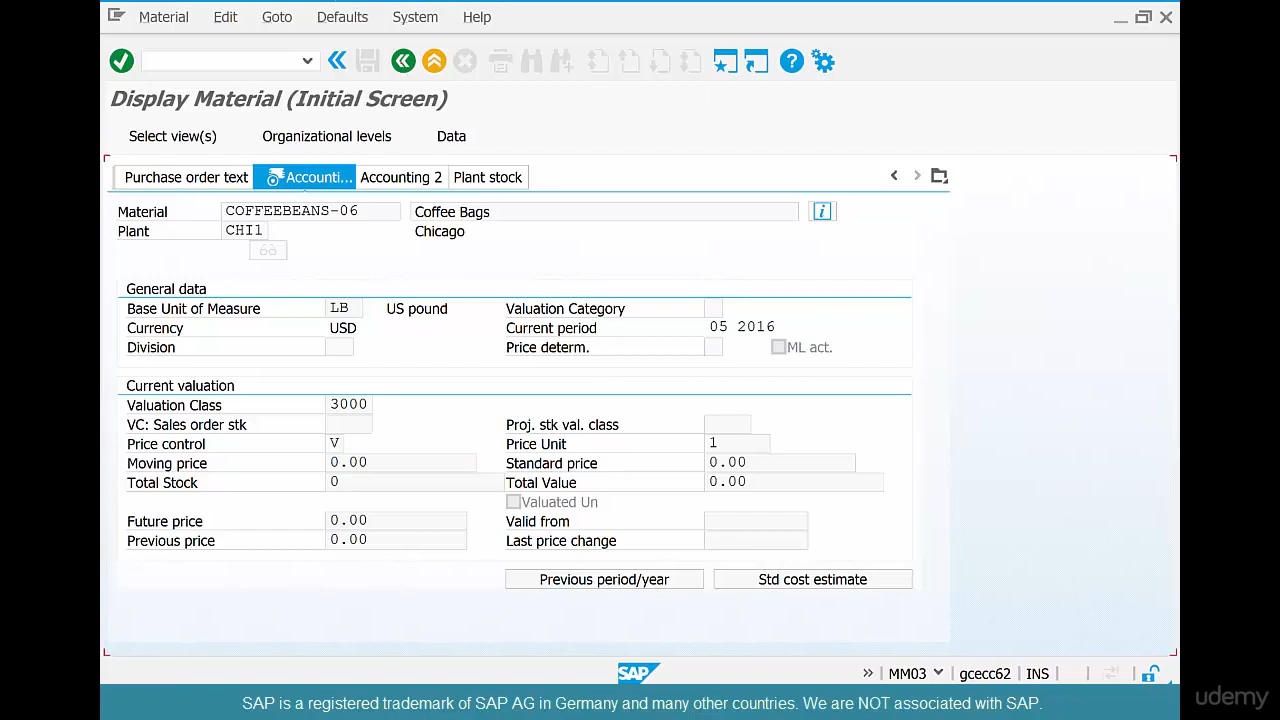 Material Edit Goto Defaults System Help
Display Material (Initial Screen)
Select view(s) Organizational levels Data
Purchase order text Accounti... Accounting 2 Plant stock
Material COFFEEBEANS-06 Coffee Bags
Plant CHI1 Chicago
General data
Base Unit of Measure LB US pound Valuation Category
Currency USD Current period 05 2016
Division Price determ. ML act.
Current valuation
Valuation Class 3000
VC: Sales order stk Proj. stk val. class
Price control V Price Unit 1
Moving price 0.00 Standard price 0.00
Total Stock 0 Total Value 0.00
Valuated Un
Future price 0.00 Valid from
Previous price 0.00 Last price change
Previous period/year Std cost estimate
SAP MM03 gcecc62 INS
SAP is a registered trademark of SAP AG in Germany and many other countries. We are NOT associated with SAP.
udemy